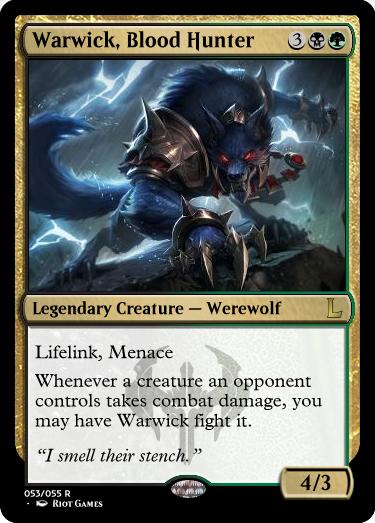 Warwick, Blood Hunter 3
Legendary Creature — Werewolf L
Lifelink, Menace
Whenever a creature an opponent
controls takes combat damage, you
may have Warwick fight it.
“I smell their stench.”
4/3
053/055 R
· Riot Games